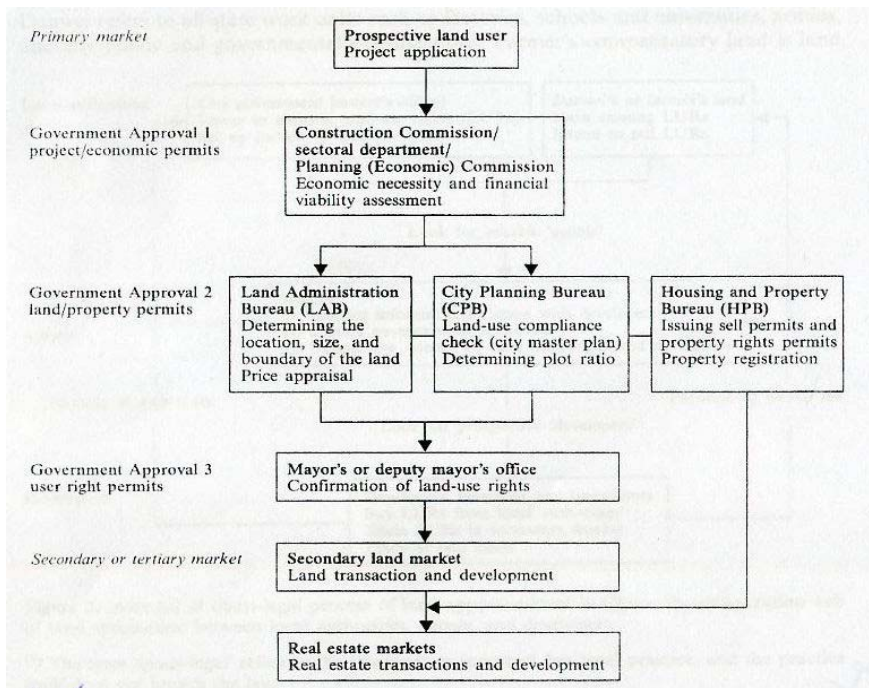 Primary market
Prospective land user
Project application
Government Approval 1
project/economic permits
Construction Commission/
sectoral department/
Planning (Economic) Commission
Economic necessity and financial
viability assessment
Government Approval 2
land/property permits
Land Administration
Bureau (LAB)
Determining the
location, size, and
boundary of the land
Price appraisal
City Planning Bureau
(CPB)
Land-use compliance
check (city master plan)
Determining plot ratio
Housing and Property
Bureau (HPB)
Issuing sell permits and
property rights permits
Property registration
Government Approval 3
user right permits
Mayor's or deputy mayor's office
Confirmation of land-use rights
Secondary or tertiary market
Secondary land market
Land transaction and development
Real estate markets
Real estate transactions and development